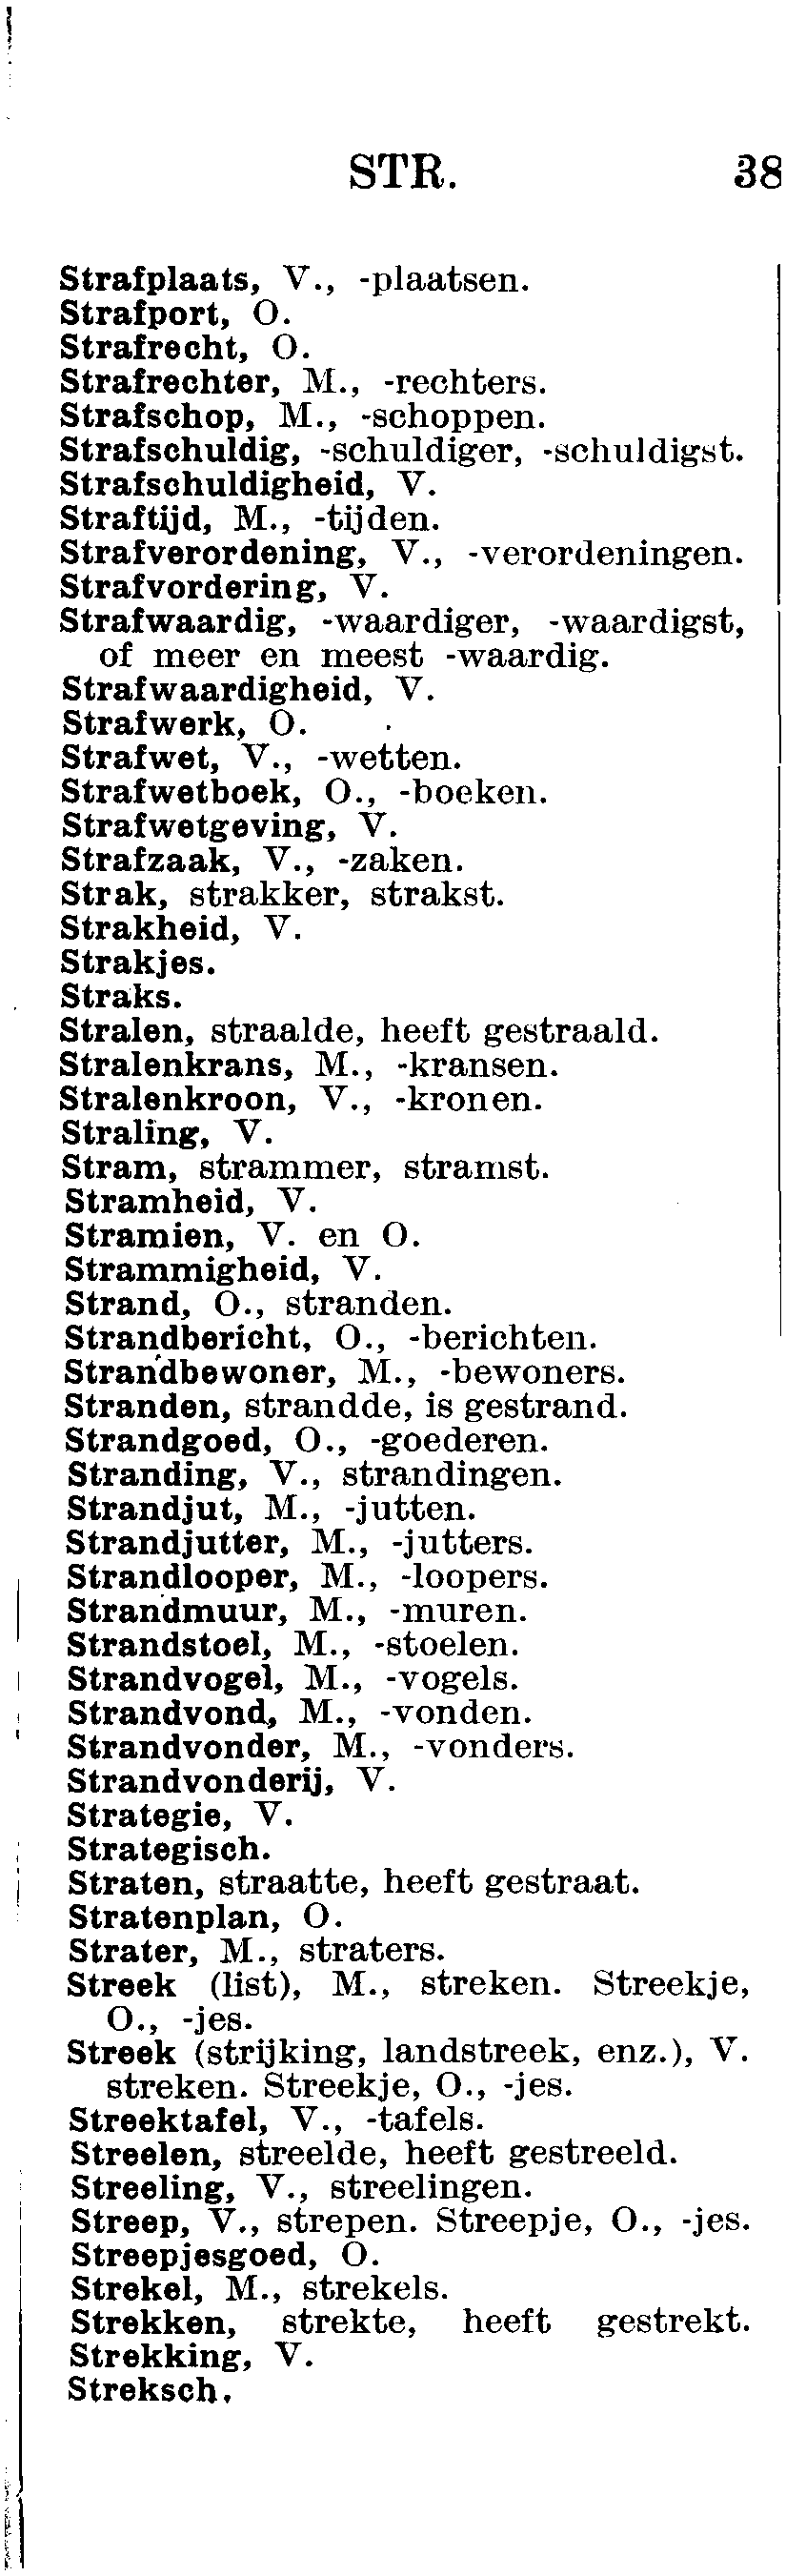 STR. 38
Strafplaats, V., -plaatsen.
Strafport, O.
Strafrecht, O.
Strafrechter, M., -rechters.
Strafschop, M., -schoppen.
Strafschuldig, -schuldiger, -schuldigst.
Strafschuldigheid, V.
Straftijd, M., -tijden.
Strafverordening, V., -verordeningen.
Strafvordering, V.
Strafwaardig, -waardiger, -waardigst,
of meer en meest -waardig.
Strafwaardigheid, V.
Strafwerk, O.
Strafwet, V., -wetten.
Strafwetboek, O., -boeken.
Strafwetgeving, V.
Strafzaak, V., -zaken.
Strak, strakker, strakst.
Strakheid, V.
Strakjes.
Straks.
Stralen, straalde, heeft gestraald.
Stralenkrans, M., -kransen.
Stralenkroon, V., -kronen.
Straling, V.
Stram, strammer, stramst.
Stramheid, V.
Stramien, V. en O.
Strammigheid, V.
Strand, O., stranden.
Strandbericht, O., -berichten.
Strandbewoner, M., -bewoners.
Stranden, strandde, is gestrand.
Strandgoed, O., -goederen.
Stranding, V., strandingen.
Strandjut, M., -jutten.
Strandjutter, M., -jutters.
Strandlooper, M., -loopers.
Strandmuur, M., -muren.
Strandstoel, M., -stoelen.
Strandvogel, M., -vogels.
Strandvond, M., -vonden.
Strandvonder, M., -vonders.
Strandvonderij, V.
Strategie, V.
Strategisch.
Straten, straatte, heeft gestraat.
Stratenplan, O.
Strater, M., straters.
Streek (list), M., streken. Streekje,
O., -jes.
Streek (strijking, landstreek, enz.), V.
streken. Streekje, O., -jes.
Streektafel, V., -tafels.
Streelen, streelde, heeft gestreeld.
Streeling, V., streelingen.
Streep, V., strepen. Streepje, O., -jes.
Streepjesgoed, O.
Strekel, M., strekels.
Strekken, strekte, heeft gestrekt.
Strekking, V.
Streksch.